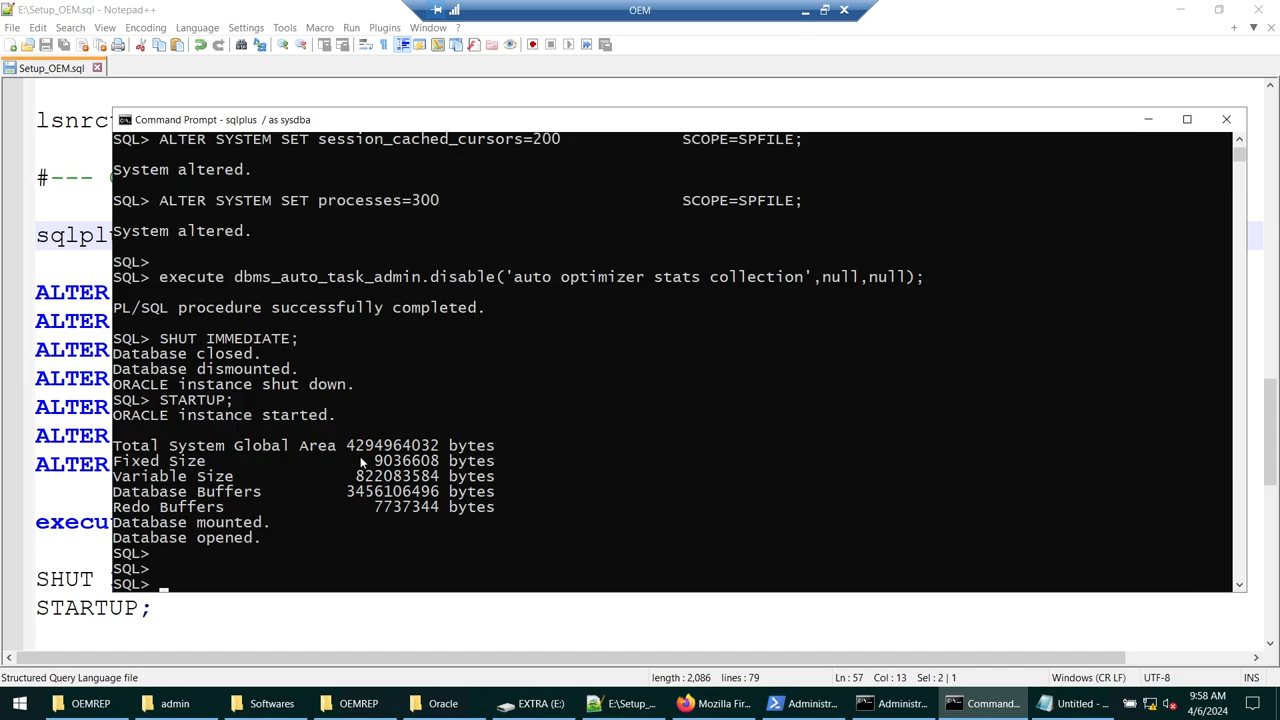 E:\Setup_OEM.sql - Notepad++
OEM
File Edit Search View Encoding Language Settings Tools Macro Run Plugins Window ?
Setup_OEM.sql
lsnrc
Command Prompt - sqlplus / as sysdba
SQL> ALTER SYSTEM SET session_cached_cursors=200 SCOPE=SPFILE;
#---
System altered.
SQL> ALTER SYSTEM SET processes=300 SCOPE=SPFILE;
sqlpl
System altered.
SQL>
SQL> execute dbms_auto_task_admin.disable('auto optimizer stats collection',null,null);
ALTER
PL/SQL procedure successfully completed.
ALTER
SQL> SHUT IMMEDIATE;
ALTER
Database closed.
Database dismounted.
ALTER
ORACLE instance shut down.
SQL> STARTUP;
ALTER
ORACLE instance started.
ALTER
Total System Global Area 4294964032 bytes
Fixed Size 9036608 bytes
ALTER
Variable Size 822083584 bytes
Database Buffers 3456106496 bytes
Redo Buffers 7737344 bytes
execu
Database mounted.
Database opened.
SQL>
SQL>
SHUT
SQL>
STARTUP;
Structured Query Language file length : 2,086 lines : 79 Ln : 57 Col : 13 Sel : 2 | 1 Windows (CR LF) UTF-8 INS
OEMREP admin Softwares OEMREP Oracle EXTRA (E:) E:\Setup_... Mozilla Fir... Administr... Administr... Command... Untitled - ...
9:58 AM
4/6/2024